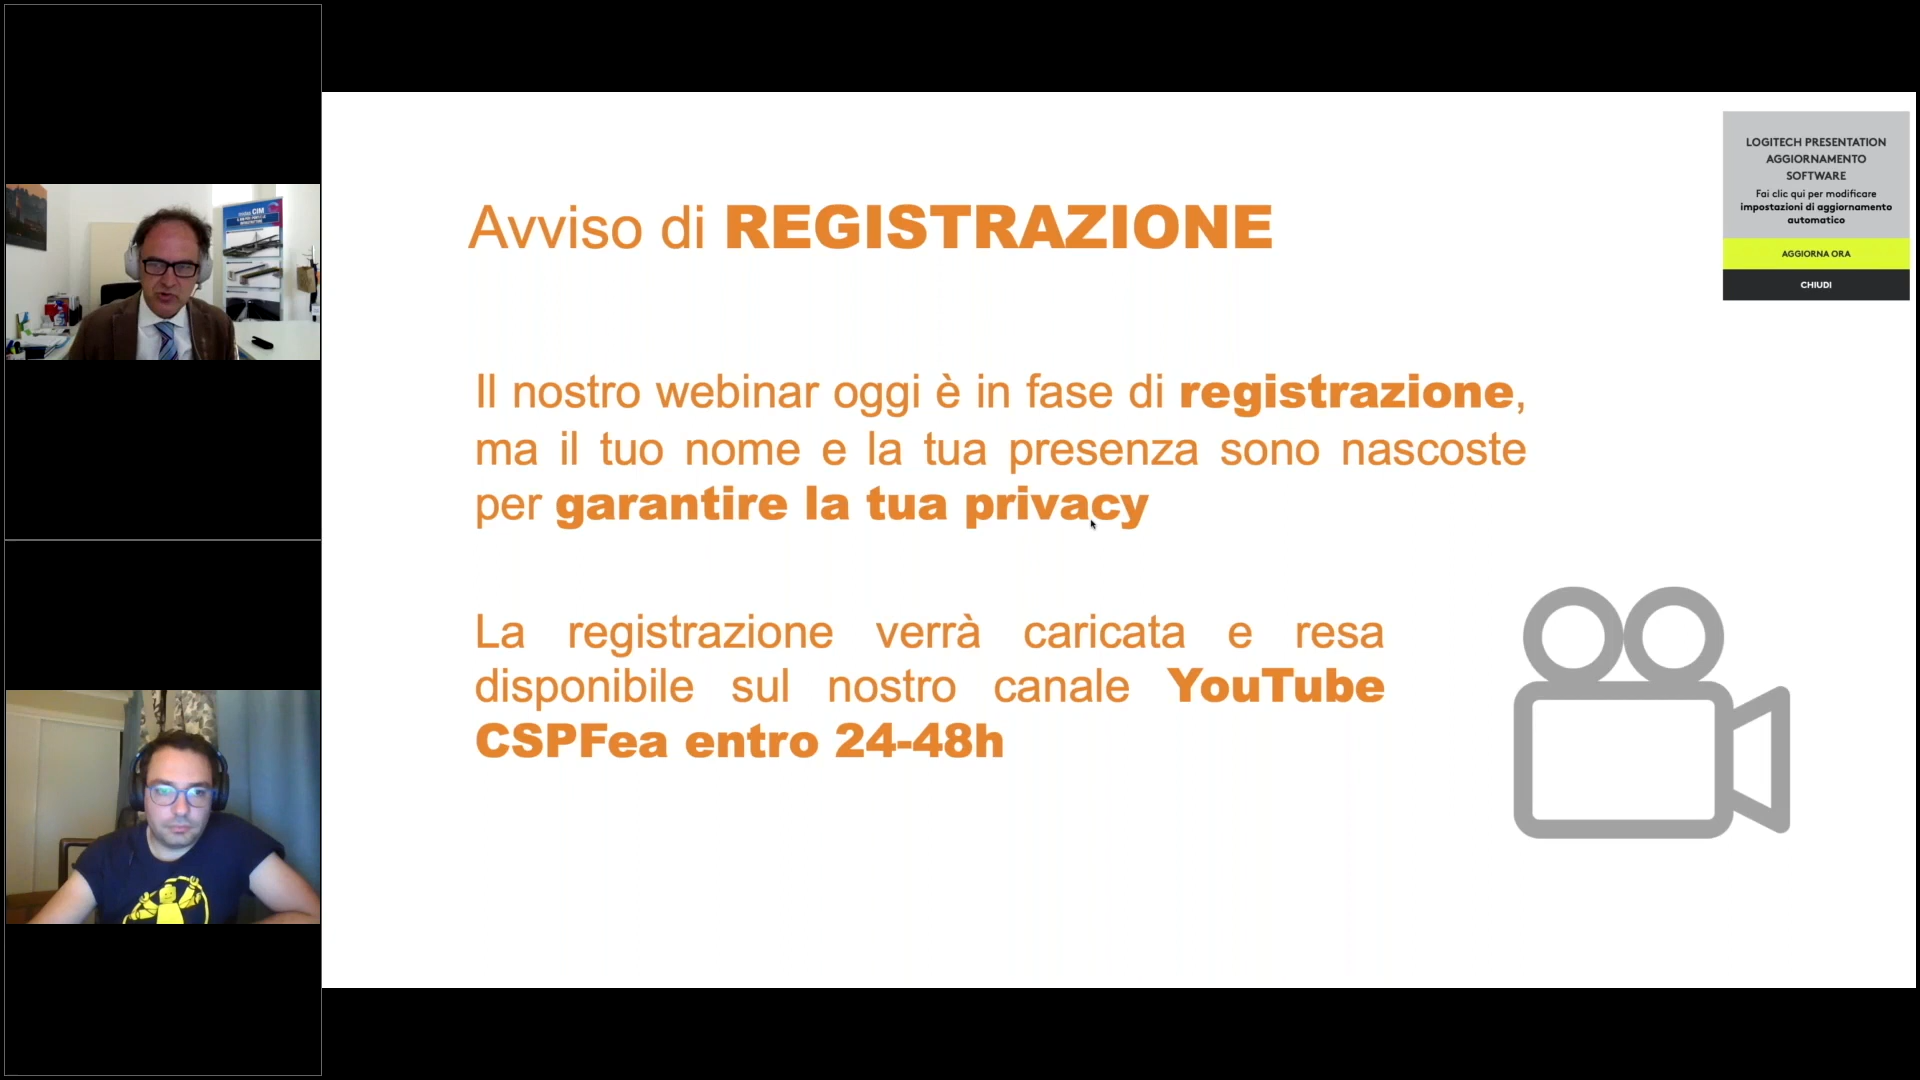 Avviso di REGISTRAZIONE
Il nostro webinar oggi è in fase di registrazione,
ma il tuo nome e la tua presenza sono nascoste
per garantire la tua privacy
La registrazione verrà caricata e resa
disponibile sul nostro canale YouTube
CSPFea entro 24-48h
LOGITECH PRESENTATION
AGGIORNAMENTO
SOFTWARE
Fai clic qui per modificare
impostazioni di aggiornamento
automatico
AGGIORNA ORA
CHIUDI
CIM